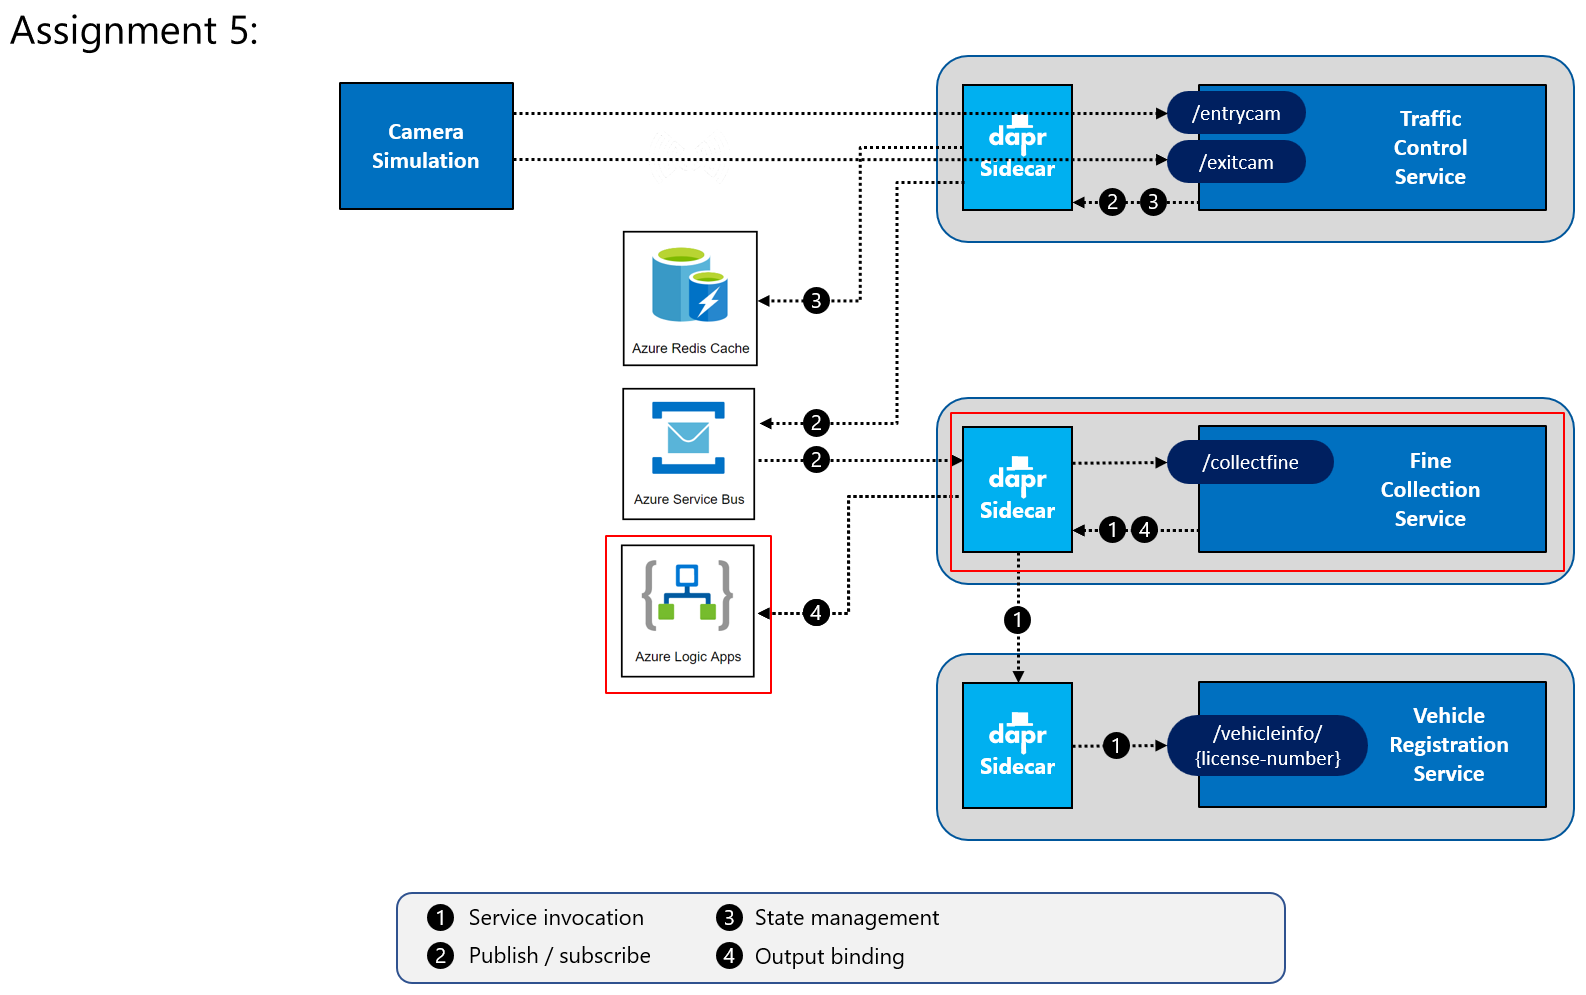 Assignment 5:
Camera
Simulation
dapr
Sidecar
/entrycam
/exitcam
Traffic
Control
Service
2 3
3
Azure Redis Cache
2
2
Azure Service Bus
dapr
Sidecar
/collectfine
1 4
Fine
Collection
Service
4
Azure Logic Apps
1
dapr
Sidecar
1
/vehicleinfo/
{license-number}
Vehicle
Registration
Service
1 Service invocation
2 Publish / subscribe
3 State management
4 Output binding